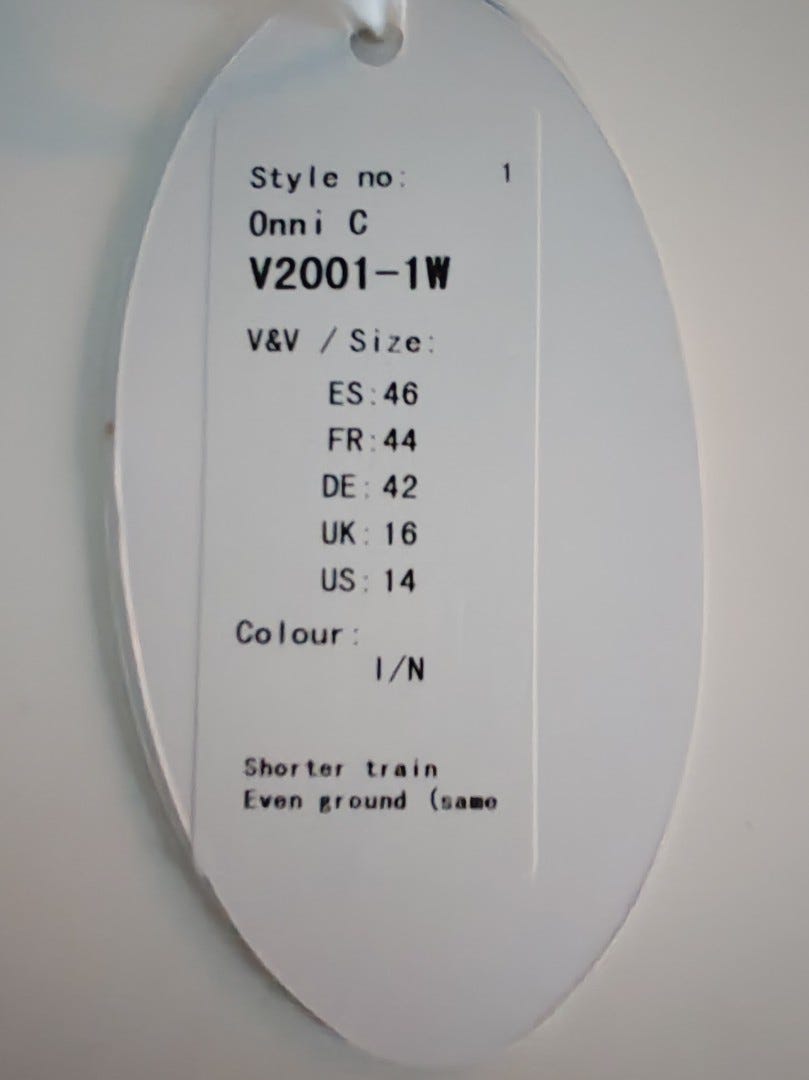 Style no: 1
Onni C
V2001-1W
V&V / Size:
ES:46
FR:44
DE:42
UK:16
US:14
Colour:
I/N
Shorter train
Even ground (same